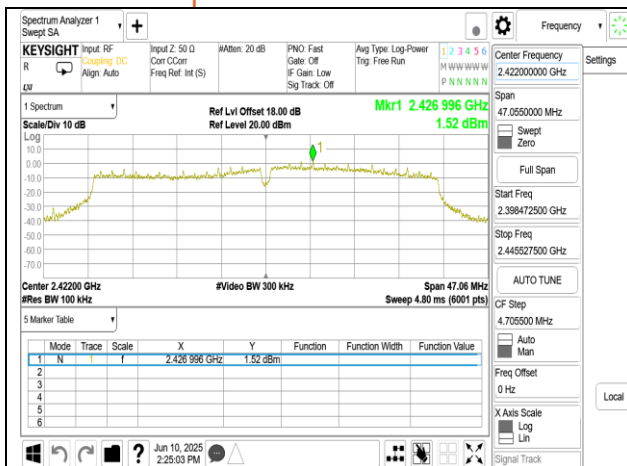 Spectrum Analyzer 1
Swept SA
Frequency
KEYSIGHT
R
Input: RF
Coupling: DC
Align: Auto
Input Z: 50 Ω
Corr CCorr
Freq Ref: Int (S)
#Atten: 20 dB
PNO: Fast
Gate: Off
IF Gain: Low
Sig Track: Off
Avg Type: Log-Power
Trig: Free Run
1 2 3 4 5 6
M W W W W W
P N N N N N
LXI
1 Spectrum
Scale/Div 10 dB
Ref Lvl Offset 18.00 dB
Ref Level 20.00 dBm
Mkr1 2.426 996 GHz
1.52 dBm
Log
10.0
0.00
-10.0
-20.0
-30.0
-40.0
-50.0
-60.0
-70.0
1
Center 2.42200 GHz
#Res BW 100 kHz
#Video BW 300 kHz
Span 47.06 MHz
Sweep 4.80 ms (6001 pts)
5 Marker Table
Mode Trace Scale X Y Function Function Width Function Value
1 N 1 f 2.426 996 GHz 1.52 dBm
2
3
4
5
6
Jun 10, 2025
2:25:03 PM
Center Frequency
2.422000000 GHz
Span
47.0550000 MHz
Swept
Zero
Full Span
Start Freq
2.398472500 GHz
Stop Freq
2.445527500 GHz
AUTO TUNE
CF Step
4.705500 MHz
Auto
Man
Freq Offset
0 Hz
X Axis Scale
Log
Lin
Signal Track
Settings
Local